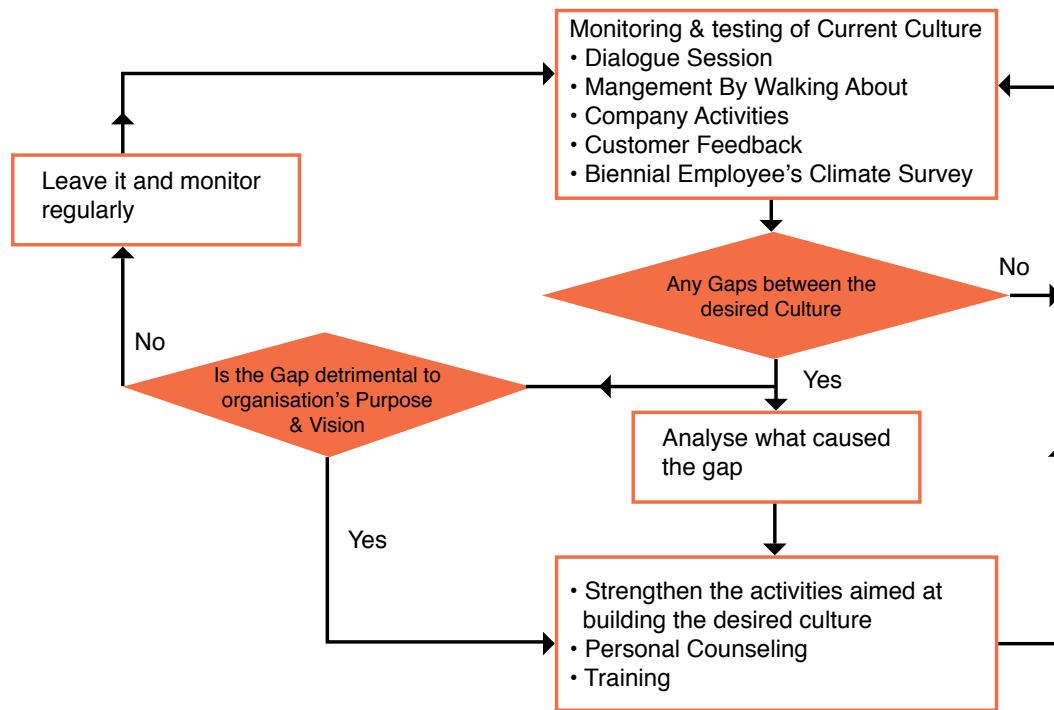 Monitoring & testing of Current Culture
• Dialogue Session
• Mangement By Walking About
• Company Activities
• Customer Feedback
• Biennial Employee’s Climate Survey
Leave it and monitor
regularly
Any Gaps between the
desired Culture
No
No
Is the Gap detrimental to
organisation’s Purpose
& Vision
Yes
Analyse what caused
the gap
Yes
• Strengthen the activities aimed at
building the desired culture
• Personal Counseling
• Training